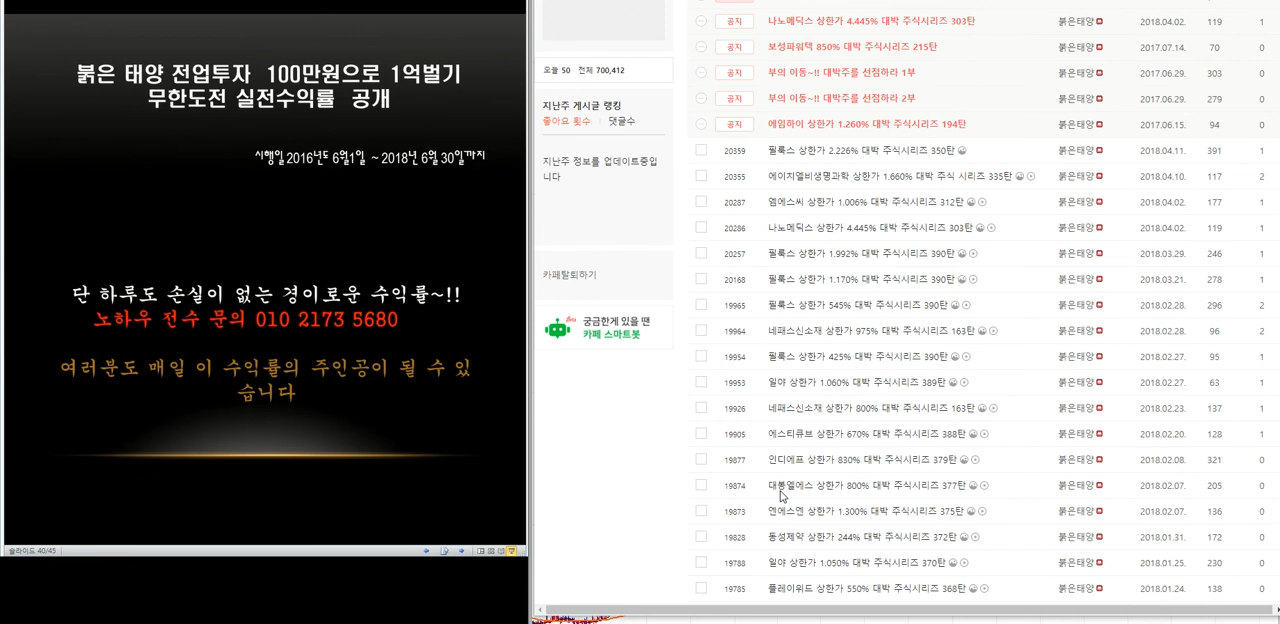 붉은 태양 전업투자 100만원으로 1억벌기
무한도전 실전수익률 공개
시행일 2016년도 6월1일 ~ 2018년 6월 30일까지
단 하루도 손실이 없는 경이로운 수익률~!!
노하우 전수 문의 010 2173 5680
여러분도 매일 이 수익률의 주인공이 될 수 있
습니다
슬라이드 40/45
오늘 50 전체 700,412
지난주 게시글 랭킹
좋아요 횟수 댓글수
지난주 정보를 업데이트중입
니다
카페탈퇴하기
Beta
궁금한게 있을 땐
카페 스마트봇
공지 나노메딕스 상한가 4.445% 대박 주식시리즈 303탄 붉은태양 2018.04.02. 119 1
공지 보성파워텍 850% 대박 주식시리즈 215탄 붉은태양 2017.07.14. 70 0
공지 부의 이동~!! 대박주를 선점하라 1부 붉은태양 2017.06.29. 303 0
공지 부의 이동~!! 대박주를 선점하라 2부 붉은태양 2017.06.29. 279 0
공지 에임하이 상한가 1.260% 대박 주식시리즈 194탄 붉은태양 2017.06.15. 94 0
20359 필룩스 상한가 2.226% 대박 주식시리즈 350탄 붉은태양 2018.04.11. 391 1
20355 에이치엘비생명과학 상한가 1.660% 대박 주식 시리즈 335탄 붉은태양 2018.04.10. 117 2
20287 엠에스씨 상한가 1.006% 대박 주식시리즈 312탄 붉은태양 2018.04.02. 177 1
20286 나노메딕스 상한가 4.445% 대박 주식시리즈 303탄 붉은태양 2018.04.02. 119 1
20257 필룩스 상한가 1.992% 대박 주식시리즈 390탄 붉은태양 2018.03.29. 246 1
20168 필룩스 상한가 1.170% 대박 주식시리즈 390탄 붉은태양 2018.03.21. 278 1
19965 필룩스 상한가 545% 대박 주식시리즈 390탄 붉은태양 2018.02.28. 296 2
19964 네패스신소재 상한가 975% 대박 주식시리즈 163탄 붉은태양 2018.02.28. 96 2
19954 필룩스 상한가 425% 대박 주식시리즈 390탄 붉은태양 2018.02.27. 95 1
19953 일야 상한가 1.060% 대박 주식시리즈 389탄 붉은태양 2018.02.27. 63 1
19926 네패스신소재 상한가 800% 대박 주식시리즈 163탄 붉은태양 2018.02.23. 137 1
19905 에스티큐브 상한가 670% 대박 주식시리즈 388탄 붉은태양 2018.02.20. 128 1
19877 인디에프 상한가 830% 대박 주식시리즈 379탄 붉은태양 2018.02.08. 321 0
19874 대봉엘에스 상한가 800% 대박 주식시리즈 377탄 붉은태양 2018.02.07. 205 0
19873 엔에스엔 상한가 1.300% 대박 주식시리즈 375탄 붉은태양 2018.02.07. 136 0
19828 동성제약 상한가 244% 대박 주식시리즈 372탄 붉은태양 2018.01.31. 172 0
19788 일야 상한가 1.050% 대박 주식시리즈 370탄 붉은태양 2018.01.25. 230 0
19785 플레이위드 상한가 550% 대박 주식시리즈 368탄 붉은태양 2018.01.24. 138 0